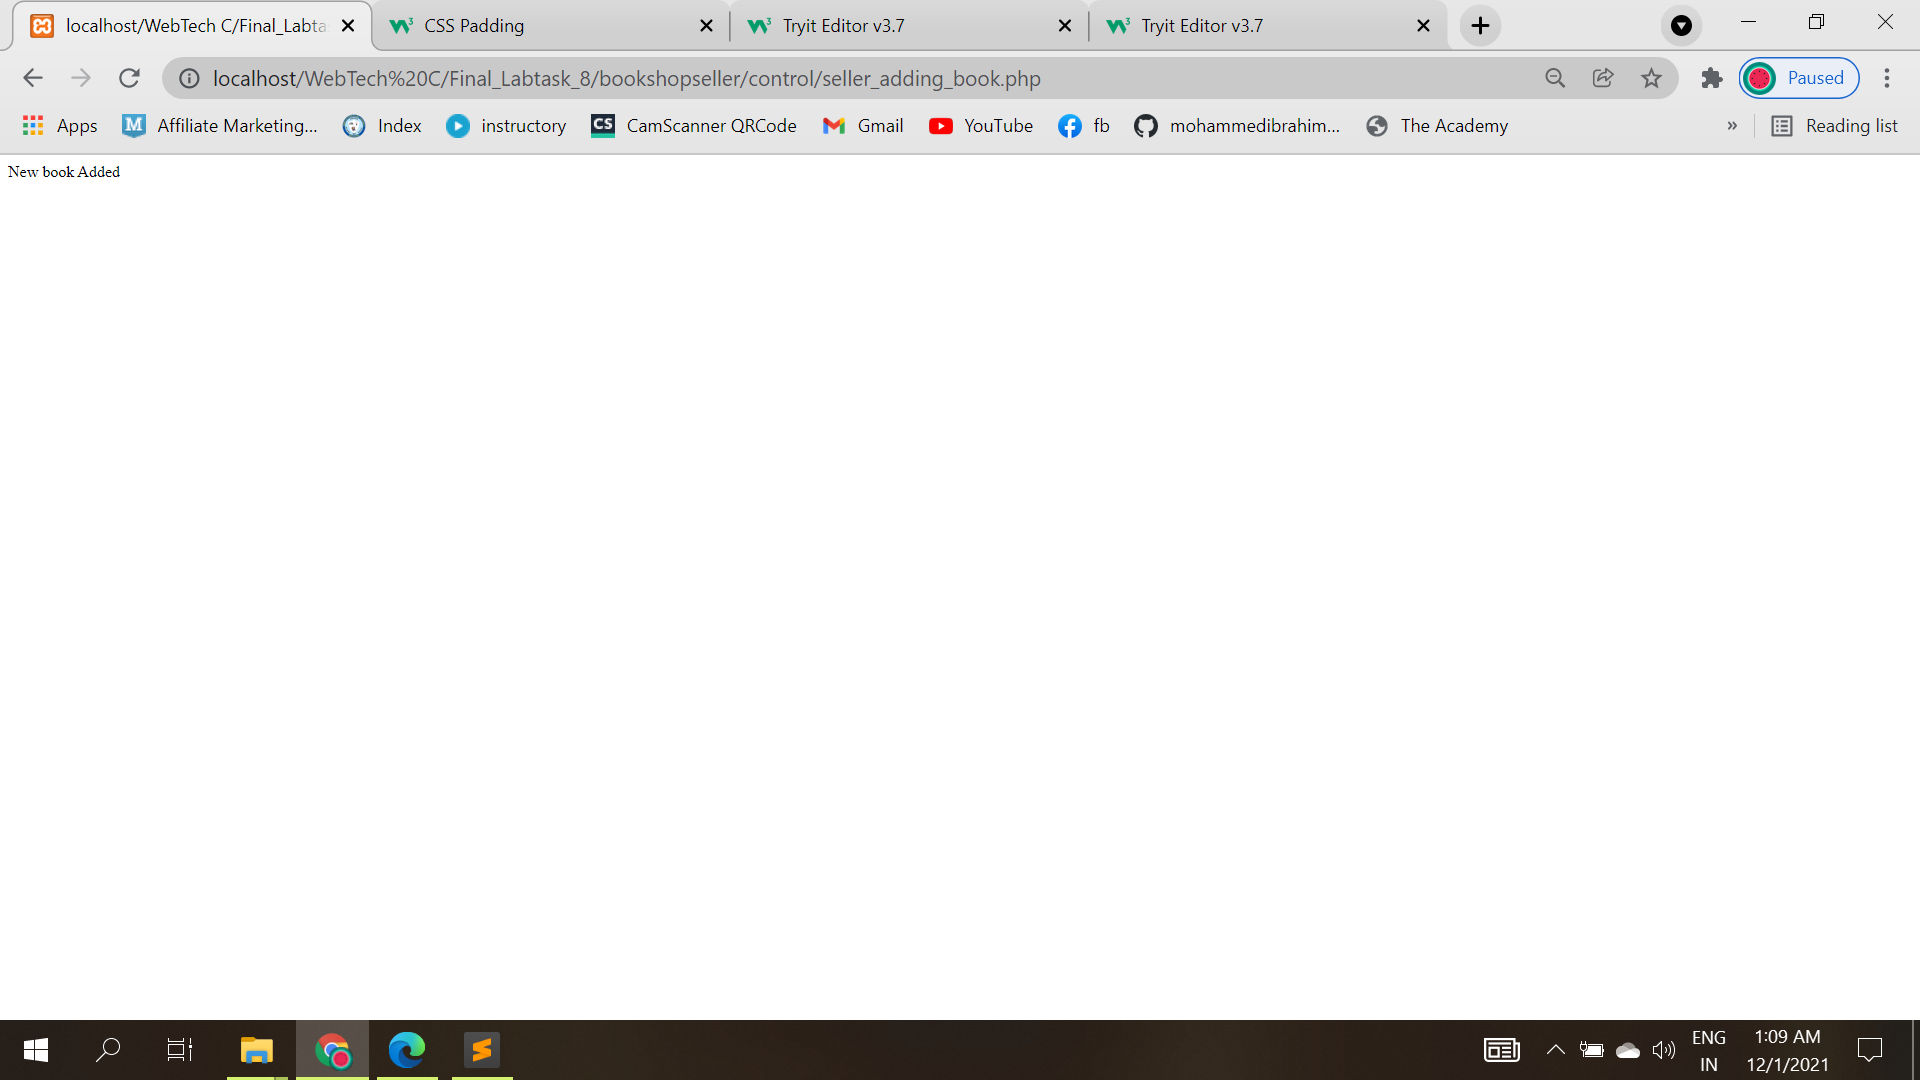 localhost/WebTech C/Final_Labta
CSS Padding
Tryit Editor v3.7
Tryit Editor v3.7
localhost/WebTech%20C/Final_Labtask_8/bookshopseller/control/seller_adding_book.php
Paused
Apps
M Affiliate Marketing...
Index
instructory
CS CamScanner QRCode
Gmail
YouTube
fb
mohammedibrahim...
The Academy
»
Reading list
New book Added
ENG
IN
1:09 AM
12/1/2021